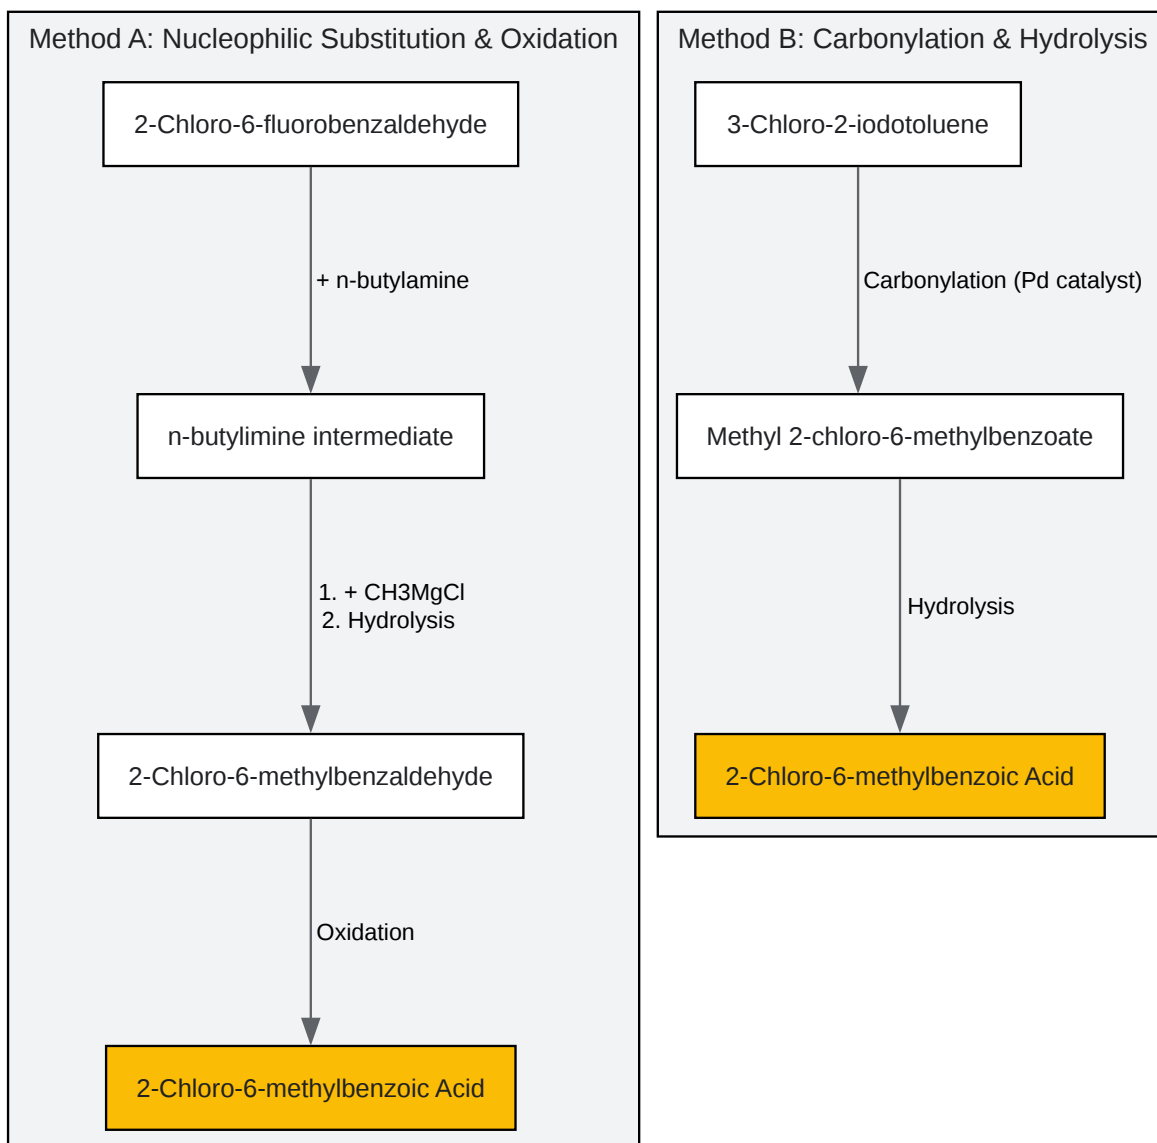 Method A: Nucleophilic Substitution & Oxidation
2-Chloro-6-fluorobenzaldehyde
+ n-butylamine
n-butylimine intermediate
1. + CH3MgCl
2. Hydrolysis
2-Chloro-6-methylbenzaldehyde
Oxidation
2-Chloro-6-methylbenzoic Acid
Method B: Carbonylation & Hydrolysis
3-Chloro-2-iodotoluene
Carbonylation (Pd catalyst)
Methyl 2-chloro-6-methylbenzoate
Hydrolysis
2-Chloro-6-methylbenzoic Acid